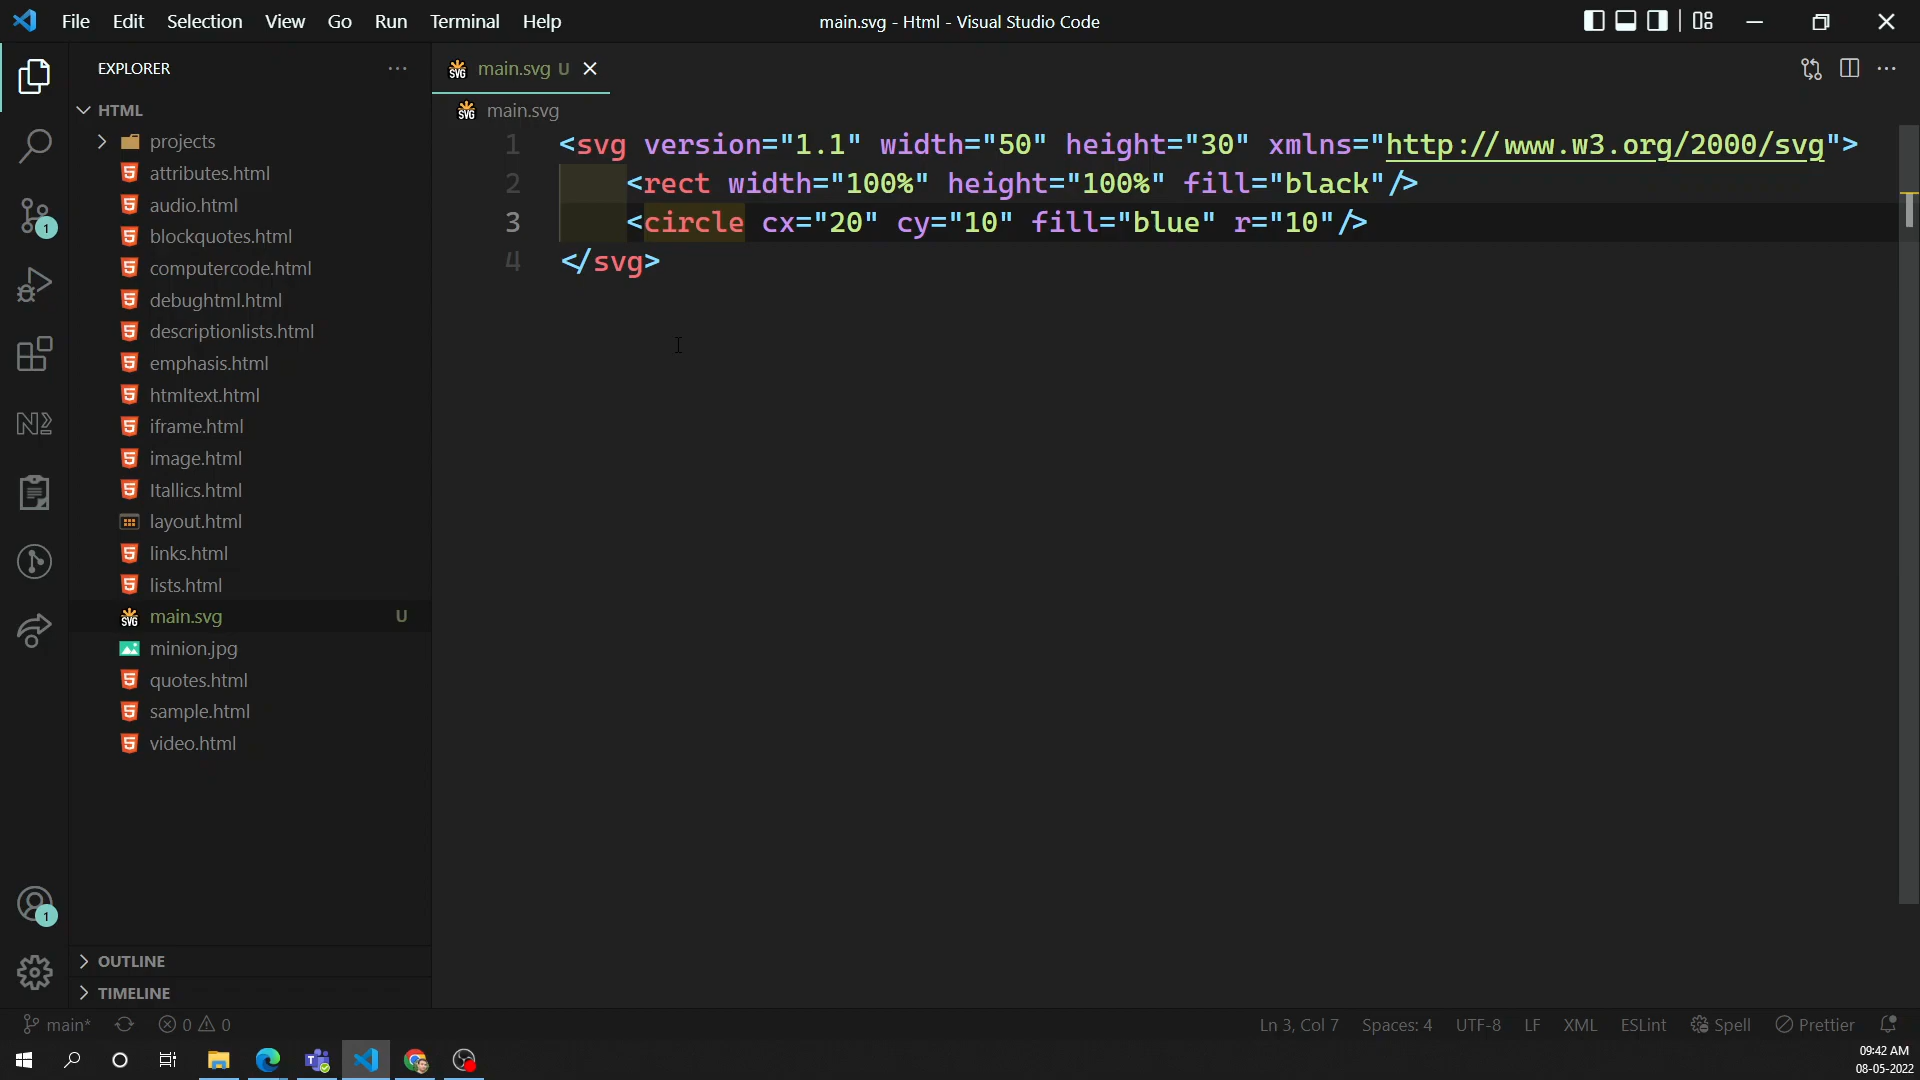 File Edit Selection View Go Run Terminal Help
main.svg - Html - Visual Studio Code
EXPLORER
HTML
projects
attributes.html
audio.html
blockquotes.html
computercode.html
debughtml.html
descriptionlists.html
emphasis.html
htmltext.html
iframe.html
image.html
Itallics.html
layout.html
links.html
lists.html
main.svg U
minion.jpg
quotes.html
sample.html
video.html
OUTLINE
TIMELINE
main.svg U
main.svg
1 <svg version="1.1" width="50" height="30" xmlns="http://www.w3.org/2000/svg">
2 <rect width="100%" height="100%" fill="black"/>
3 <circle cx="20" cy="10" fill="blue" r="10"/>
4 </svg>
1
1
main* 0 0
Ln 3, Col 7 Spaces: 4 UTF-8 LF XML ESLint Spell Prettier
09:42 AM
08-05-2022